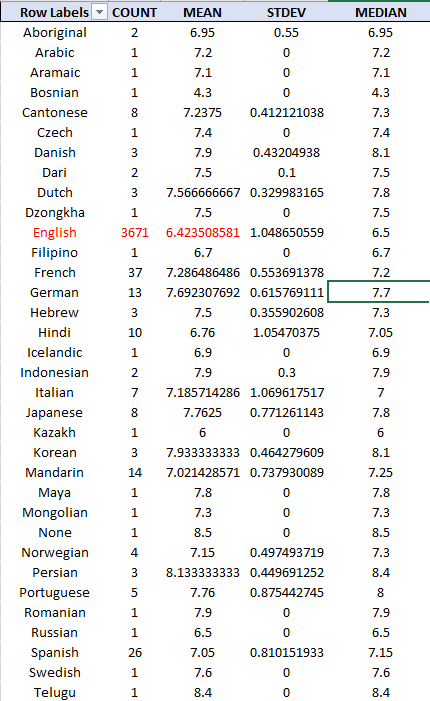 Row Labels COUNT MEAN STDEV MEDIAN
Aboriginal 2 6.95 0.55 6.95
Arabic 1 7.2 0 7.2
Aramaic 1 7.1 0 7.1
Bosnian 1 4.3 0 4.3
Cantonese 8 7.2375 0.412121038 7.3
Czech 1 7.4 0 7.4
Danish 3 7.9 0.43204938 8.1
Dari 2 7.5 0.1 7.5
Dutch 3 7.566666667 0.329983165 7.8
Dzongkha 1 7.5 0 7.5
English 3671 6.423508581 1.048650559 6.5
Filipino 1 6.7 0 6.7
French 37 7.286486486 0.553691378 7.2
German 13 7.692307692 0.615769111 7.7
Hebrew 3 7.5 0.355902608 7.3
Hindi 10 6.76 1.05470375 7.05
Icelandic 1 6.9 0 6.9
Indonesian 2 7.9 0.3 7.9
Italian 7 7.185714286 1.069617517 7
Japanese 8 7.7625 0.771261143 7.8
Kazakh 1 6 0 6
Korean 3 7.933333333 0.464279609 8.1
Mandarin 14 7.021428571 0.737930089 7.25
Maya 1 7.8 0 7.8
Mongolian 1 7.3 0 7.3
None 1 8.5 0 8.5
Norwegian 4 7.15 0.497493719 7.3
Persian 3 8.133333333 0.449691252 8.4
Portuguese 5 7.76 0.875442745 8
Romanian 1 7.9 0 7.9
Russian 1 6.5 0 6.5
Spanish 26 7.05 0.810151933 7.15
Swedish 1 7.6 0 7.6
Telugu 1 8.4 0 8.4